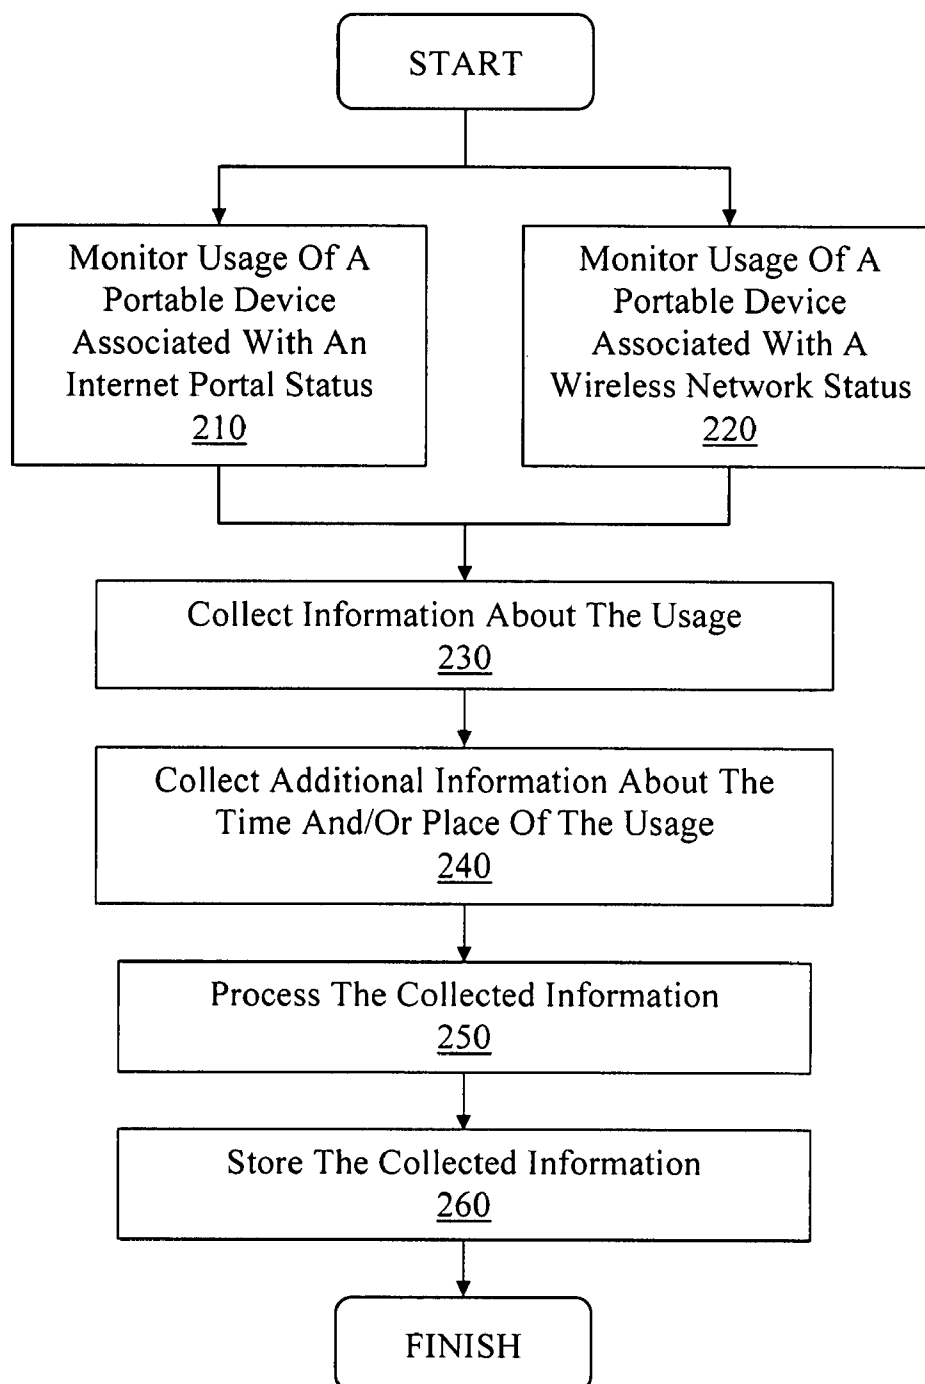 START
Monitor Usage Of A
Portable Device
Associated With An
Internet Portal Status
210
Monitor Usage Of A
Portable Device
Associated With A
Wireless Network Status
220
Collect Information About The Usage
230
Collect Additional Information About The
Time And/Or Place Of The Usage
240
Process The Collected Information
250
Store The Collected Information
260
FINISH